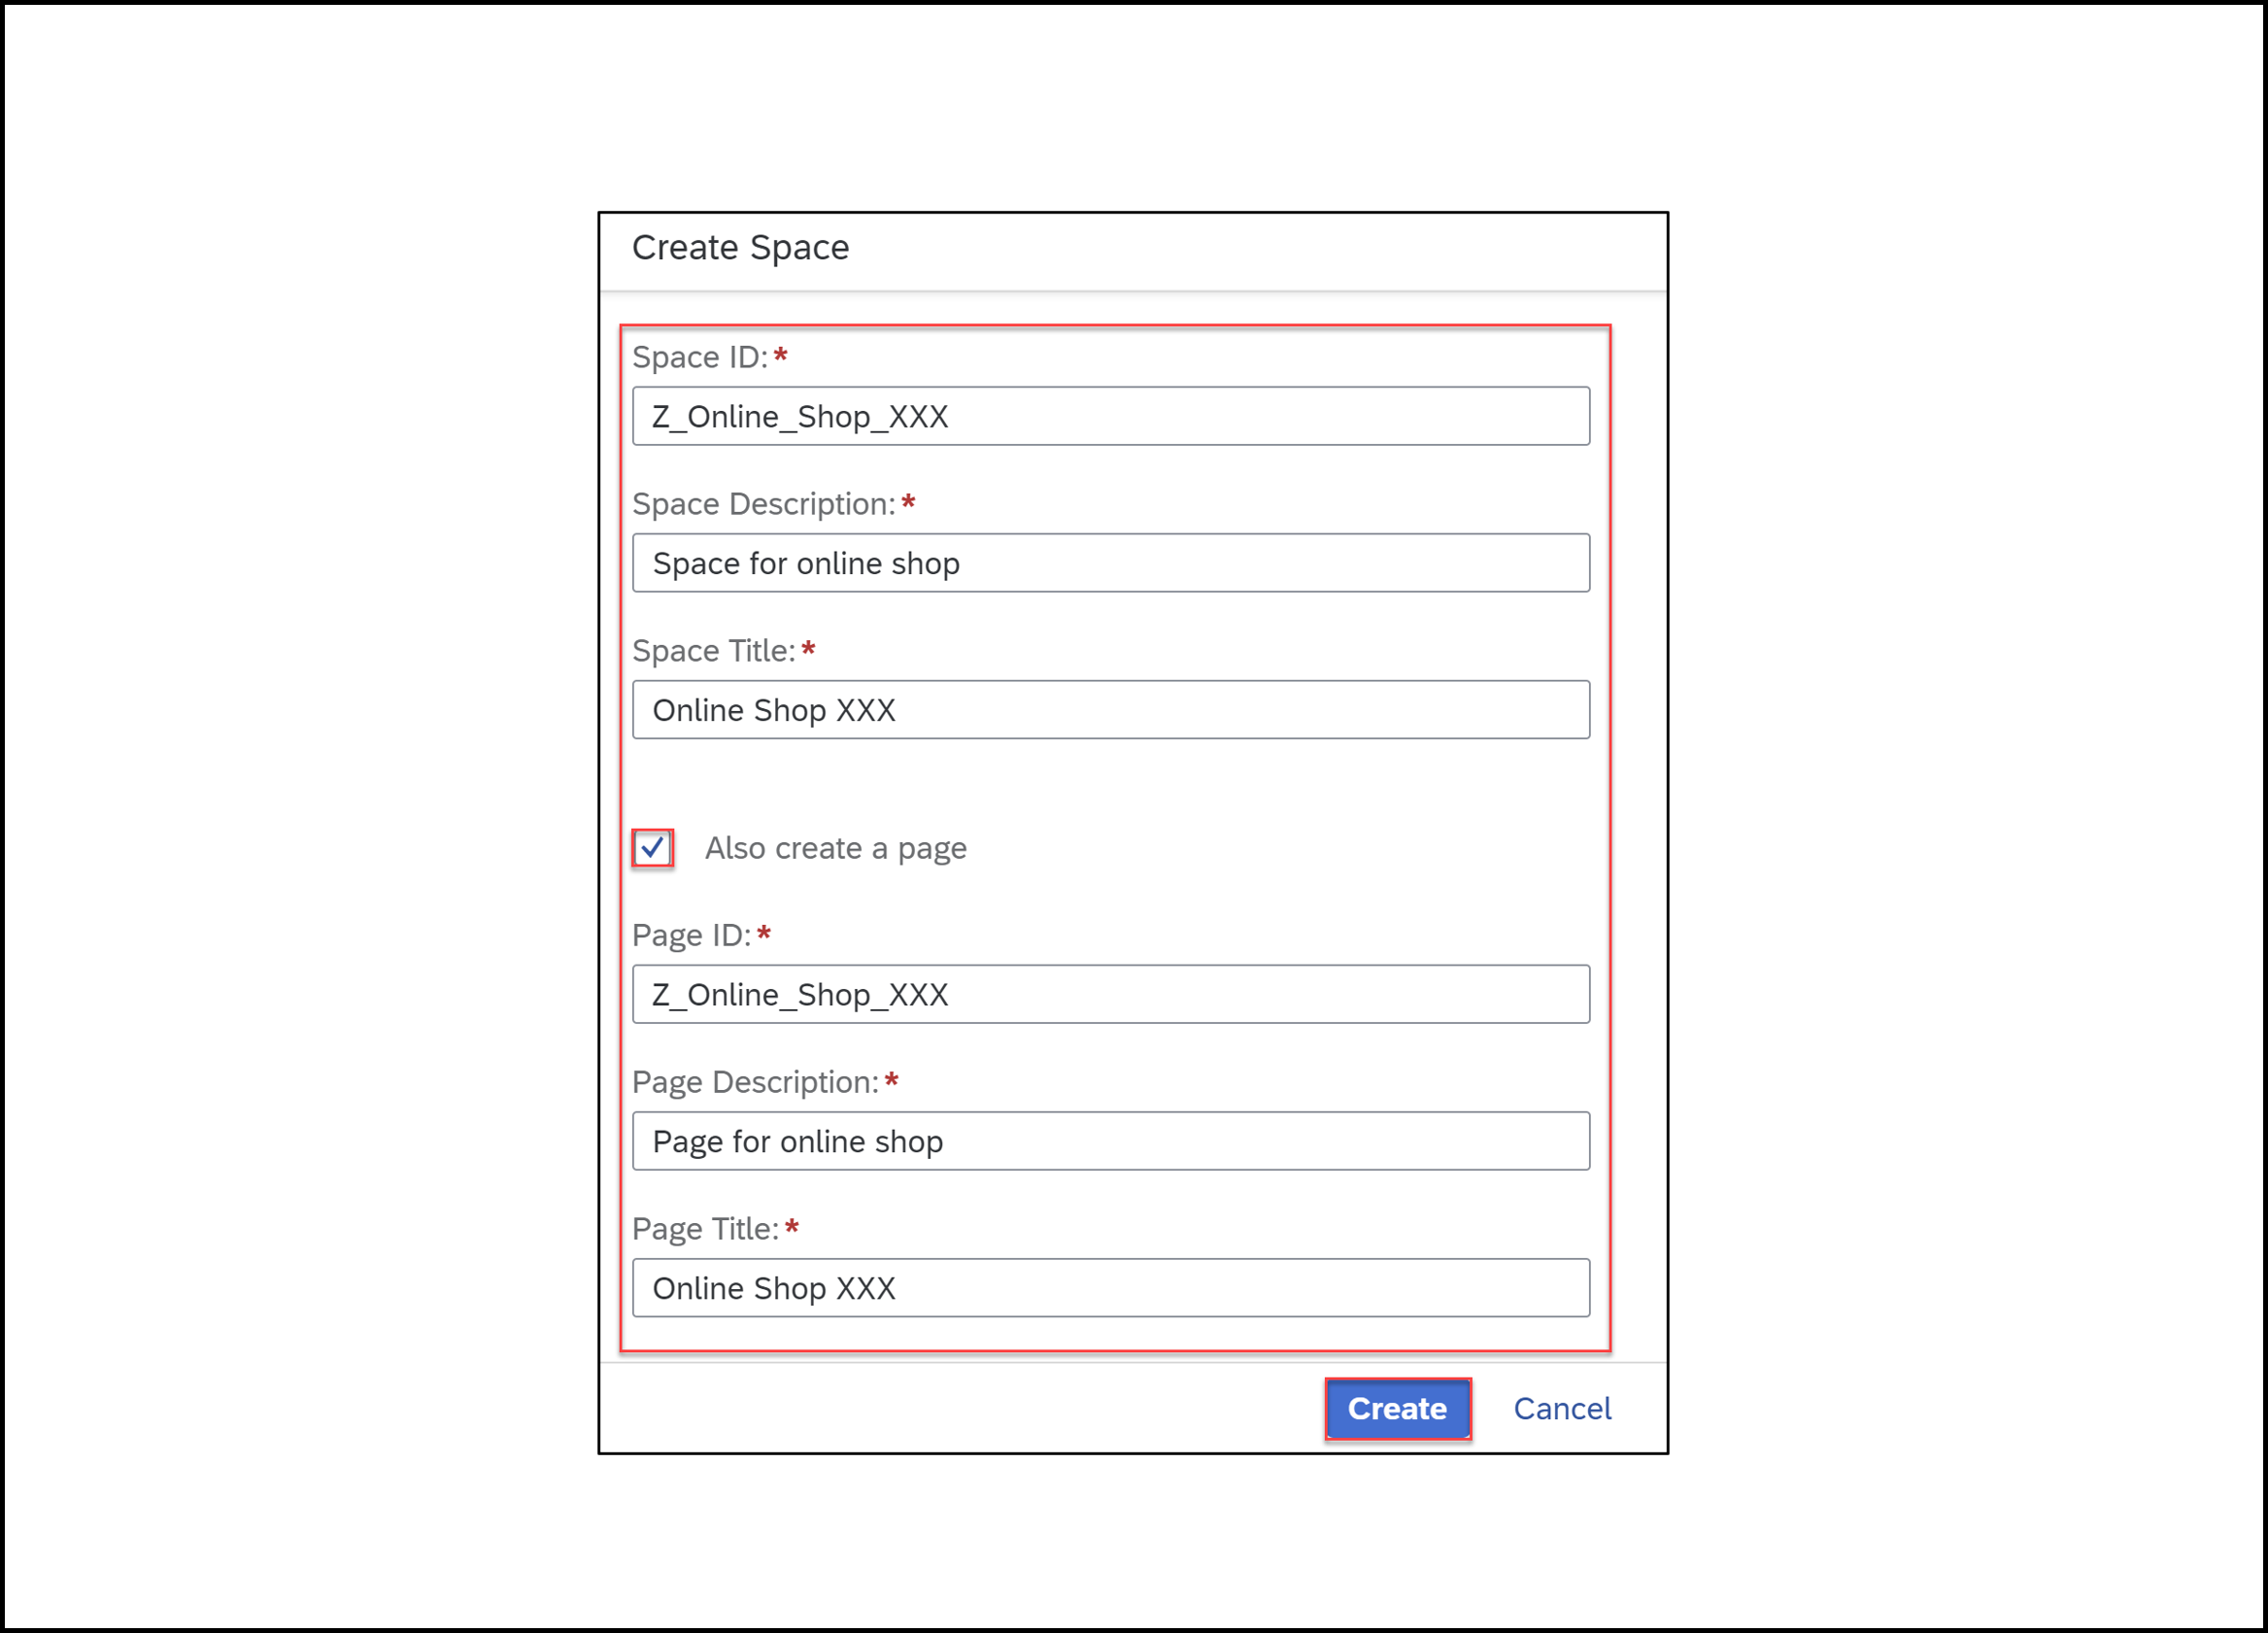 Create Space
Space ID:*
Z_Online_Shop_XXX
Space Description:*
Space for online shop
Space Title:*
Online Shop XXX
Also create a page
Page ID:*
Z_Online_Shop_XXX
Page Description:*
Page for online shop
Page Title:*
Online Shop XXX
Create Cancel